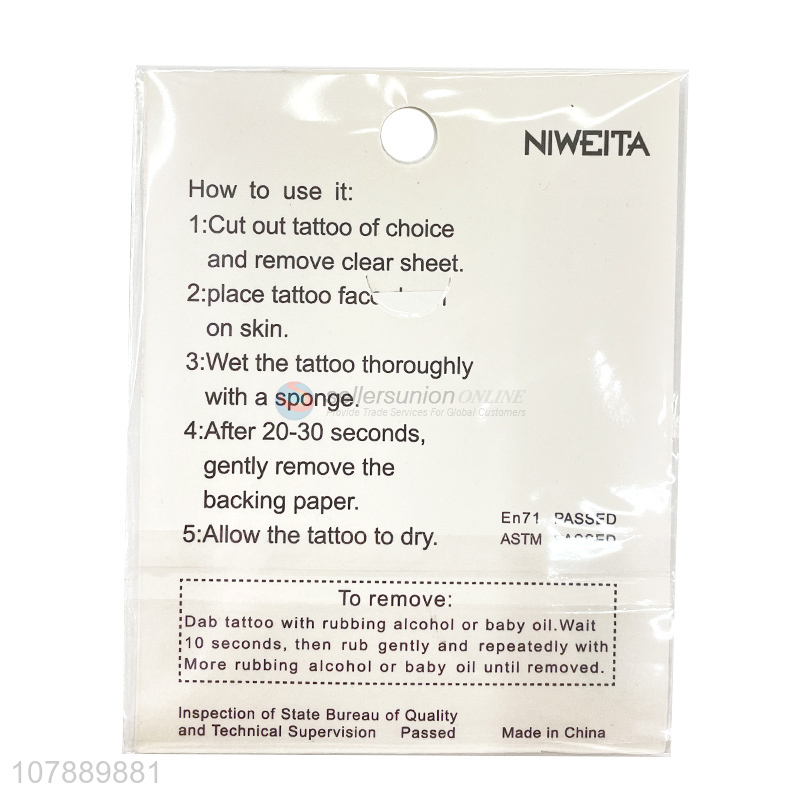 NIWEITA
How to use it:
1:Cut out tattoo of choice
and remove clear sheet.
2:place tattoo
on skin.
3:Wet the tattoo thoroughly
with a sponge.
sellersunion ONLINE
Provide Trade Services For Global Customers
4:After 20-30 seconds,
gently remove the
backing paper.
5:Allow the tattoo to dry.
En71 PASSED
ASTM PASSED
To remove:
Dab tattoo with rubbing alcohol or baby oil.Wait
10 seconds, then rub gently and repeatedly with
More rubbing alcohol or baby oil until removed.
Inspection of State Bureau of Quality
and Technical Supervision Passed
Made in China
107889881